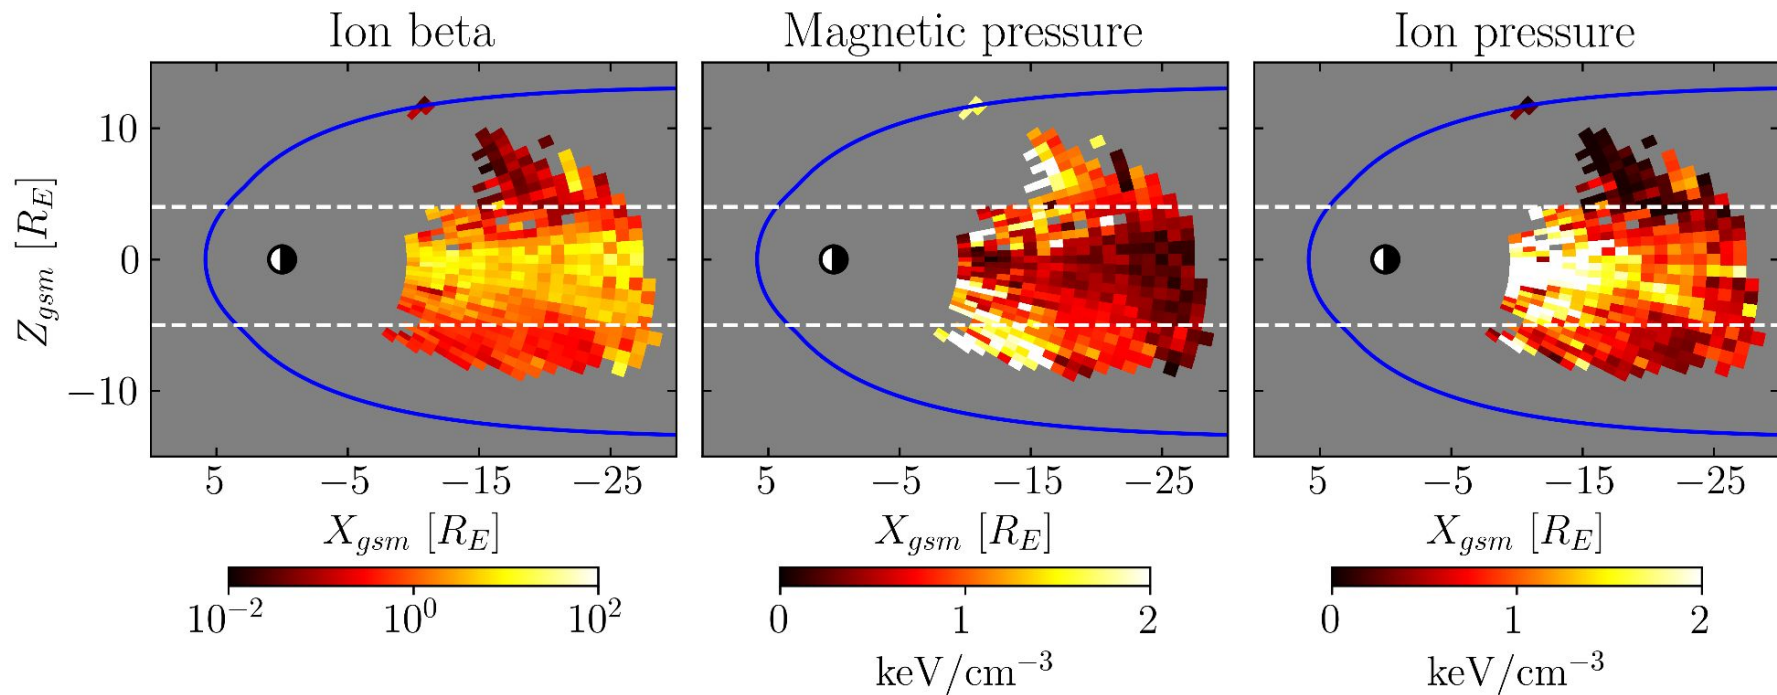 Ion beta
Magnetic pressure
Ion pressure
Z_gsm [R_E]
10
0
−10
5 −5 −15 −25
5 −5 −15 −25
5 −5 −15 −25
X_gsm [R_E]
X_gsm [R_E]
X_gsm [R_E]
10^−2 10^0 10^2
0 1 2
0 1 2
keV/cm^−3
keV/cm^−3